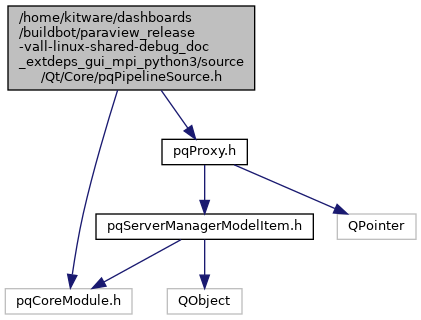 /home/kitware/dashboards
/buildbot/paraview_release
-vall-linux-shared-debug_doc
_extdeps_gui_mpi_python3/source
/Qt/Core/pqPipelineSource.h
pqProxy.h
pqServerManagerModelItem.h
QPointer
pqCoreModule.h
QObject